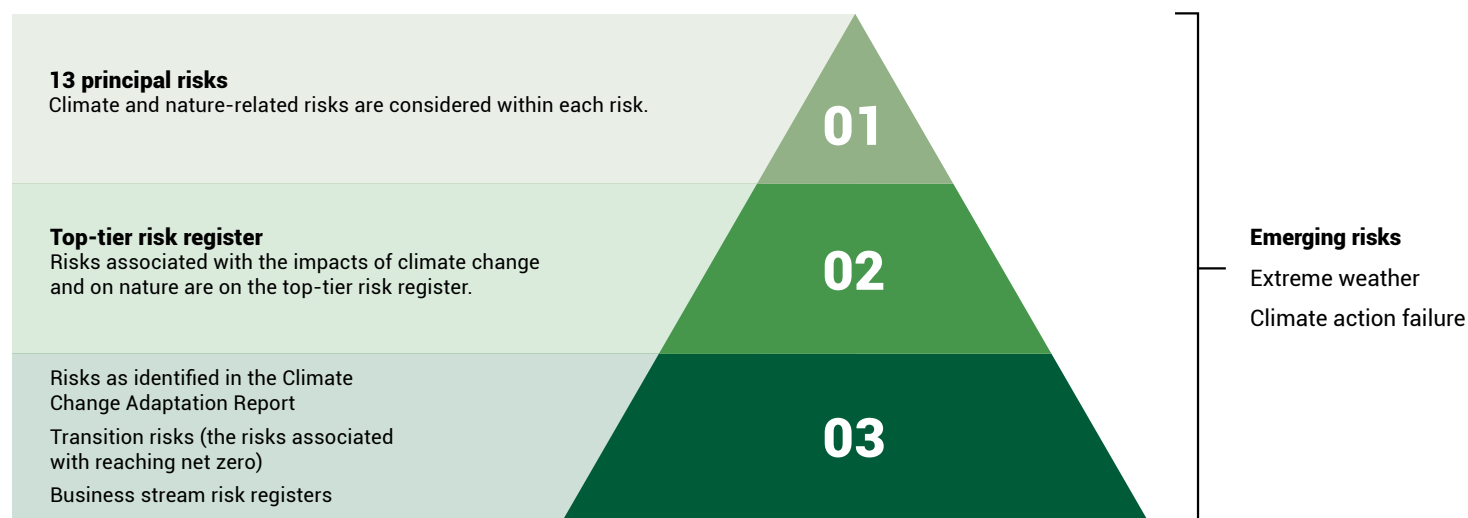 13 principal risks
Climate and nature-related risks are considered within each risk.
01
Top-tier risk register
Risks associated with the impacts of climate change
and on nature are on the top-tier risk register.
02
Risks as identified in the Climate
Change Adaptation Report
Transition risks (the risks associated
with reaching net zero)
Business stream risk registers
03
Emerging risks
Extreme weather
Climate action failure